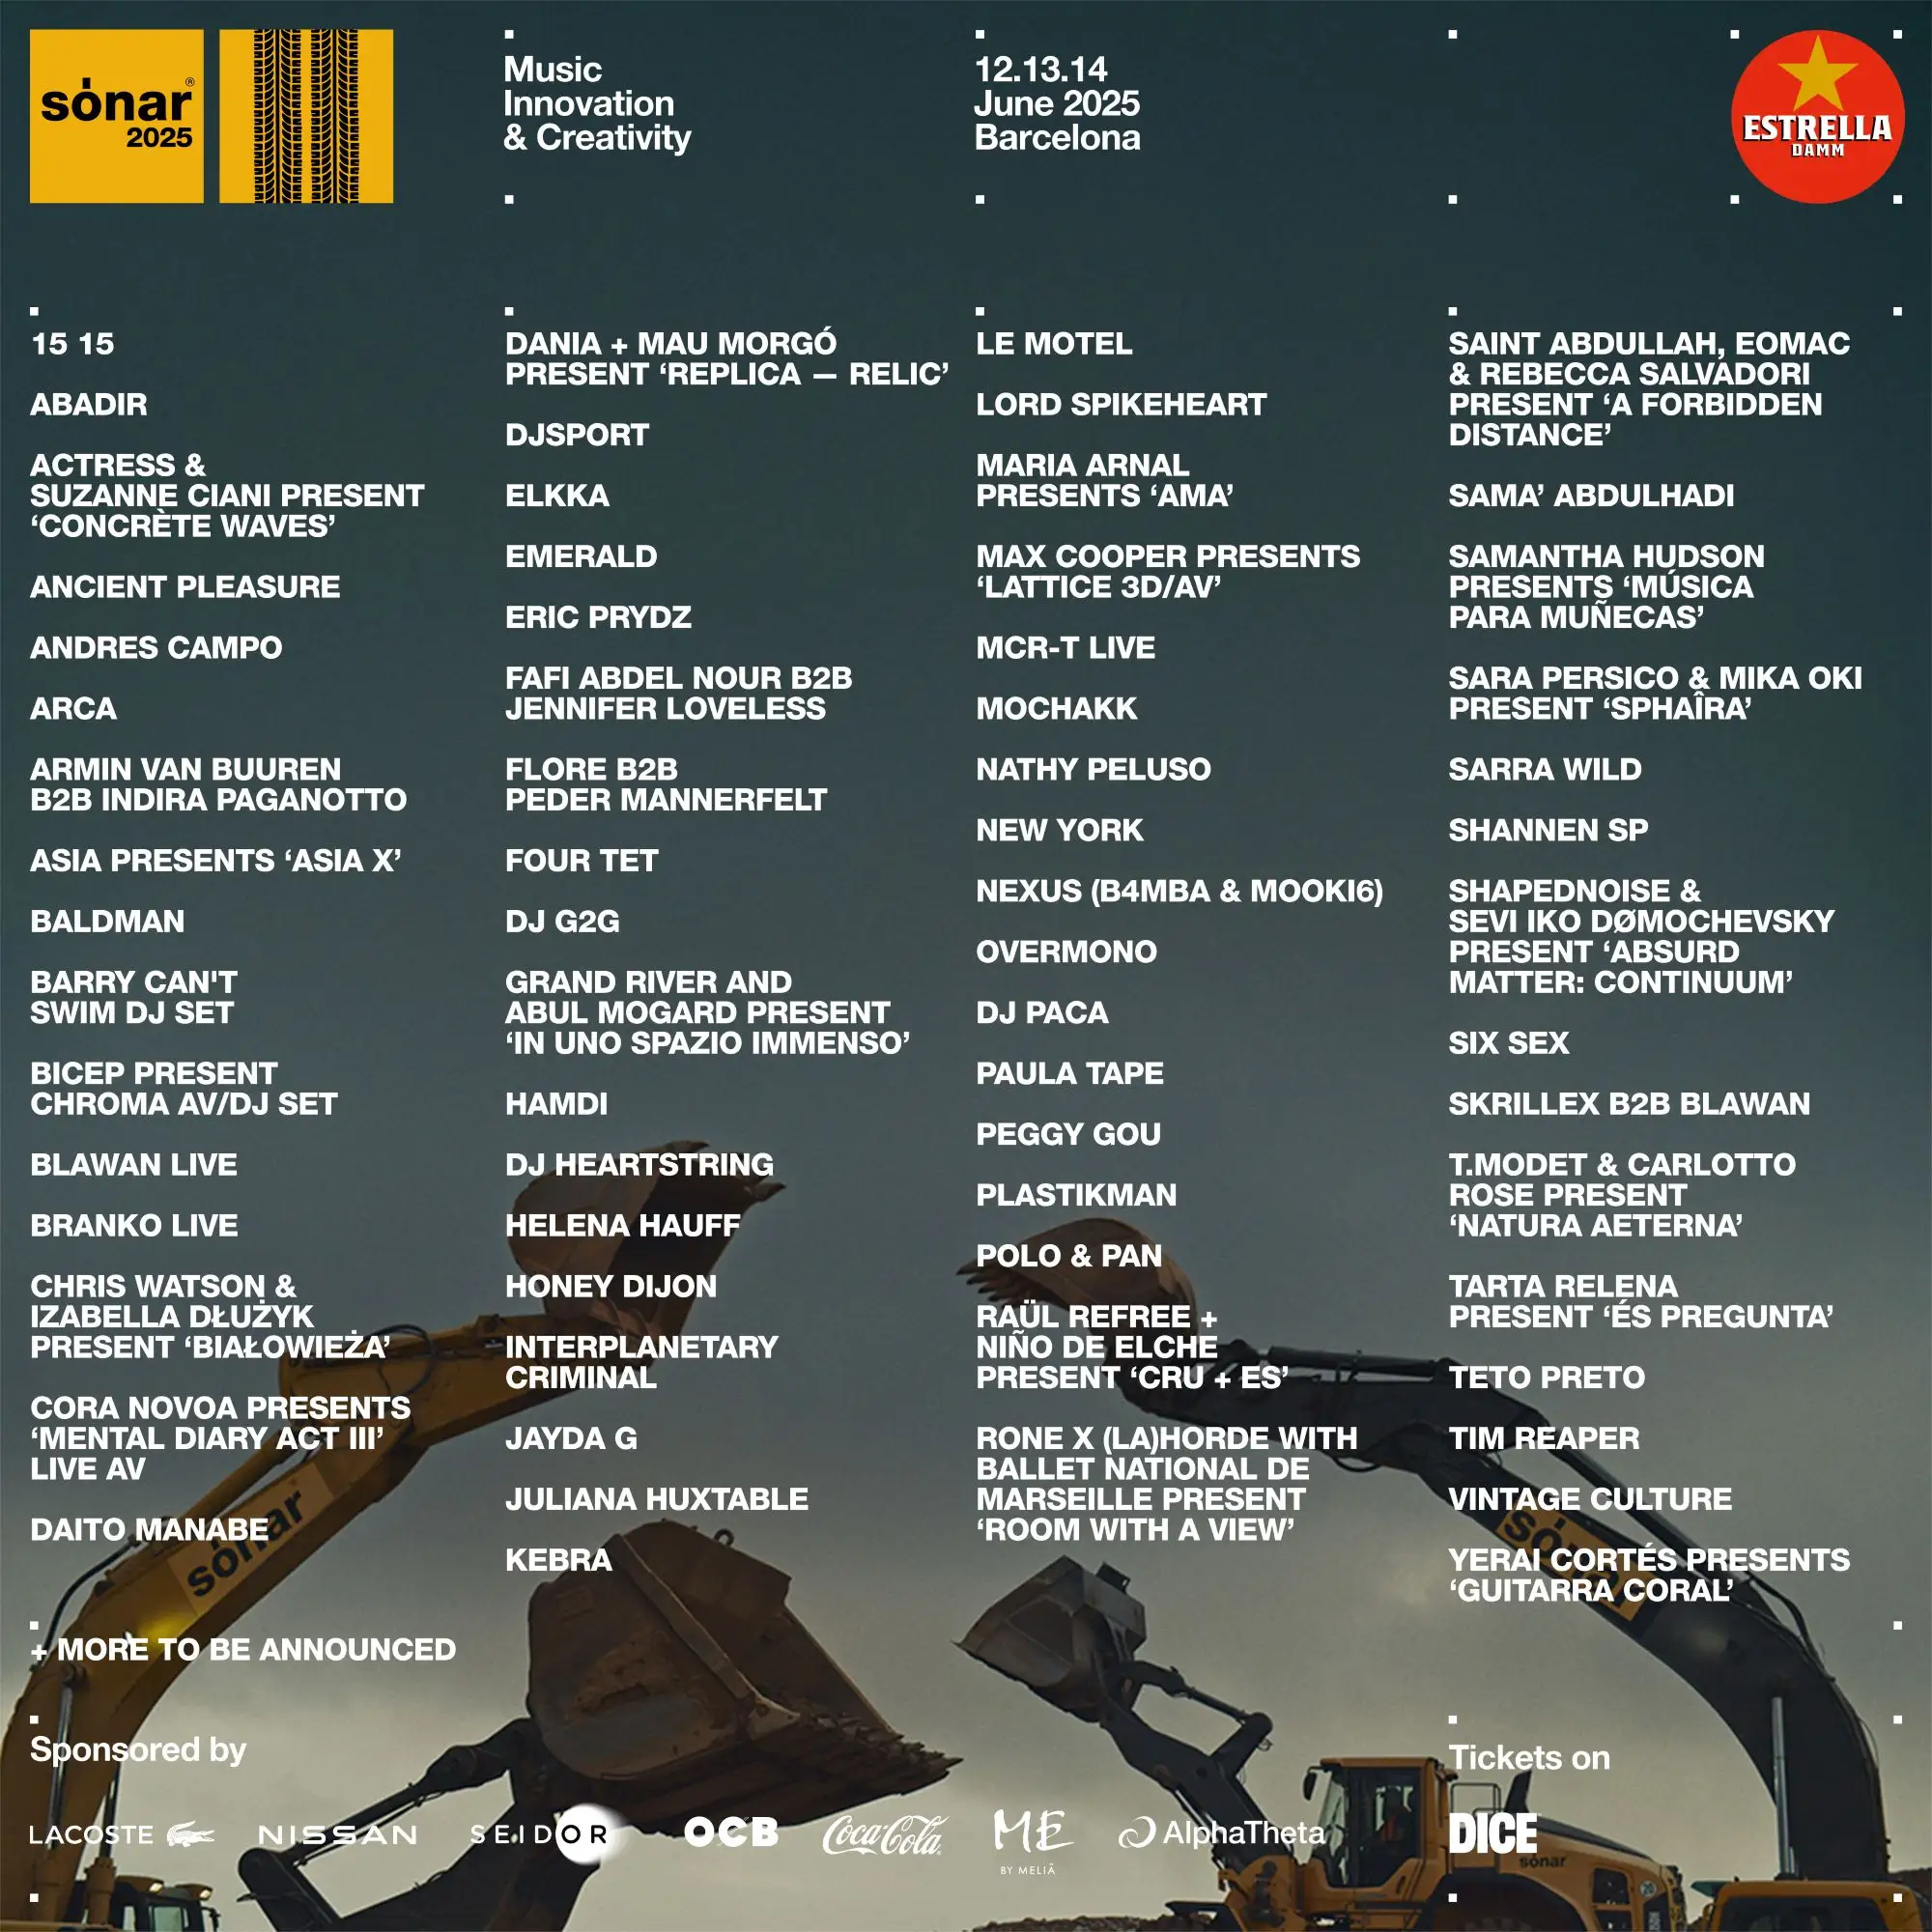 sónar®
2025
Music
Innovation
& Creativity
12.13.14
June 2025
Barcelona
ESTRELLA
DAMM
15 15
ABADIR
ACTRESS &
SUZANNE CIANI PRESENT
‘CONCRÈTE WAVES’
ANCIENT PLEASURE
ANDRES CAMPO
ARCA
ARMIN VAN BUUREN
B2B INDIRA PAGANOTTO
ASIA PRESENTS ‘ASIA X’
BALDMAN
BARRY CAN'T
SWIM DJ SET
BICEP PRESENT
CHROMA AV/DJ SET
BLAWAN LIVE
BRANKO LIVE
CHRIS WATSON &
IZABELLA DŁUŻYK
PRESENT ‘BIAŁOWIEŻA’
CORA NOVOA PRESENTS
‘MENTAL DIARY ACT III’
LIVE AV
DAITO MANABE
DANIA + MAU MORGÓ
PRESENT ‘REPLICA — RELIC’
DJSPORT
ELKKA
EMERALD
ERIC PRYDZ
FAFI ABDEL NOUR B2B
JENNIFER LOVELESS
FLORE B2B
PEDER MANNERFELT
FOUR TET
DJ G2G
GRAND RIVER AND
ABUL MOGARD PRESENT
‘IN UNO SPAZIO IMMENSO’
HAMDI
DJ HEARTSTRING
HELENA HAUFF
HONEY DIJON
INTERPLANETARY
CRIMINAL
JAYDA G
JULIANA HUXTABLE
KEBRA
LE MOTEL
LORD SPIKEHEART
MARIA ARNAL
PRESENTS ‘AMA’
MAX COOPER PRESENTS
‘LATTICE 3D/AV’
MCR-T LIVE
MOCHAKK
NATHY PELUSO
NEW YORK
NEXUS (B4MBA & MOOKI6)
OVERMONO
DJ PACA
PAULA TAPE
PEGGY GOU
PLASTIKMAN
POLO & PAN
RAÜL REFREE +
NIÑO DE ELCHE
PRESENT ‘CRU + ES’
RONE X (LA)HORDE WITH
BALLET NATIONAL DE
MARSEILLE PRESENT
‘ROOM WITH A VIEW’
SAINT ABDULLAH, EOMAC
& REBECCA SALVADORI
PRESENT ‘A FORBIDDEN
DISTANCE’
SAMA’ ABDULHADI
SAMANTHA HUDSON
PRESENTS ‘MÚSICA
PARA MUÑECAS’
SARA PERSICO & MIKA OKI
PRESENT ‘SPHAÎRA’
SARRA WILD
SHANNEN SP
SHAPEDNOISE &
SEVI IKO DØMOCHEVSKY
PRESENT ‘ABSURD
MATTER: CONTINUUM’
SIX SEX
SKRILLEX B2B BLAWAN
T.MODET & CARLOTTO
ROSE PRESENT
‘NATURA AETERNA’
TARTA RELENA
PRESENT ‘ÉS PREGUNTA’
TETO PRETO
TIM REAPER
VINTAGE CULTURE
YERAI CORTÉS PRESENTS
‘GUITARRA CORAL’
sónar
sónar
+ MORE TO BE ANNOUNCED
Sponsored by
LACOSTE
NISSAN
SEIDOR
OCB
Coca-Cola
ME
BY MELIÃ
AlphaTheta
Tickets on
DICE
sónar